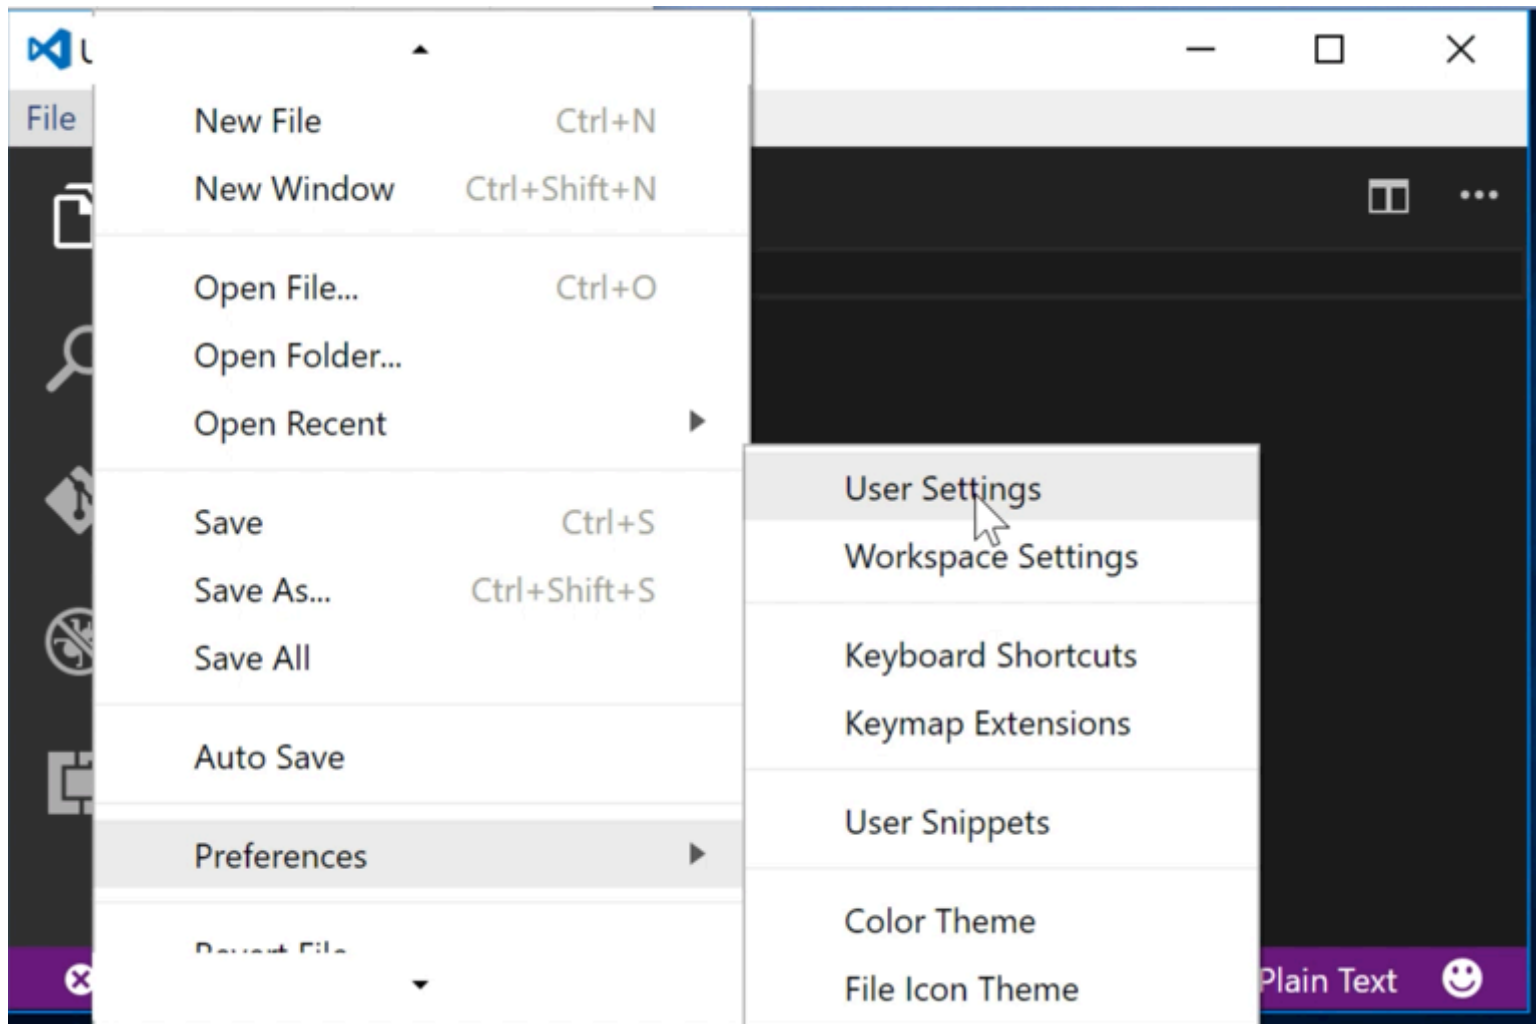 File
New File Ctrl+N
New Window Ctrl+Shift+N
Open File... Ctrl+O
Open Folder...
Open Recent
Save Ctrl+S
Save As... Ctrl+Shift+S
Save All
Auto Save
Preferences
Revert File
User Settings
Workspace Settings
Keyboard Shortcuts
Keymap Extensions
User Snippets
Color Theme
File Icon Theme
Plain Text